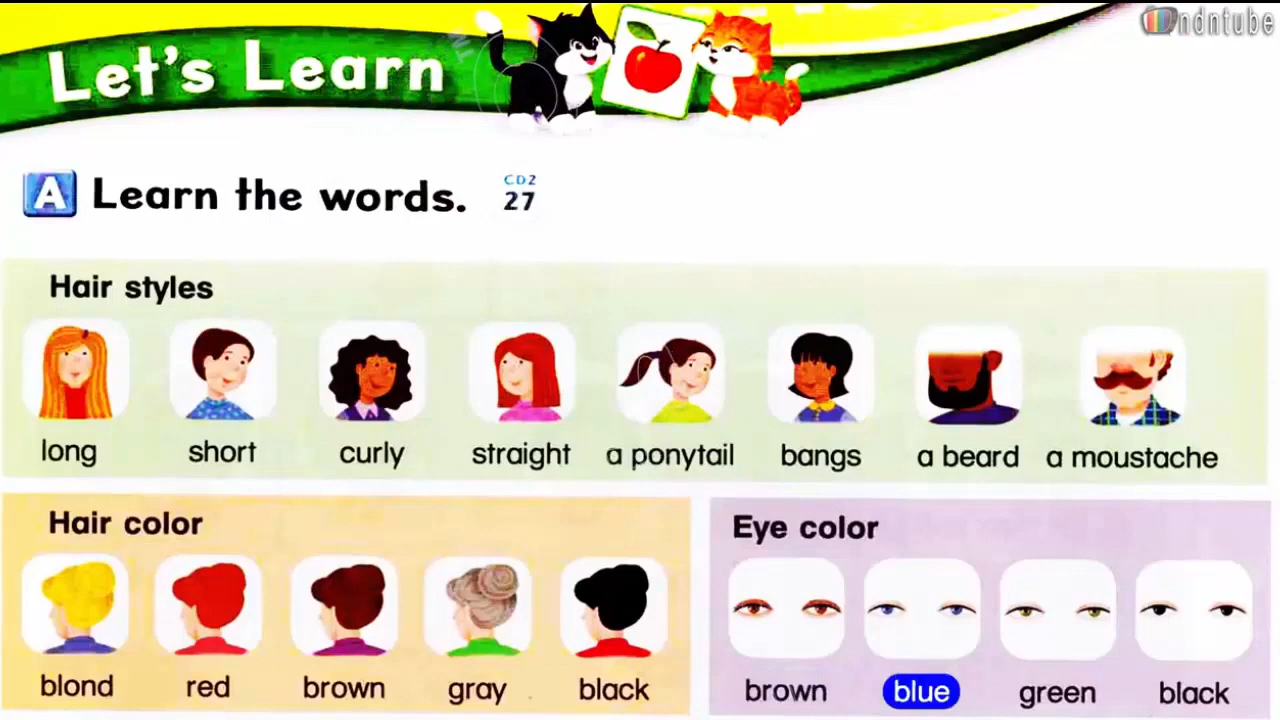 ndntube
Let's Learn
A Learn the words. CD2 27
Hair styles
long short curly straight a ponytail bangs a beard a moustache
Hair color
blond red brown gray black
Eye color
brown blue green black